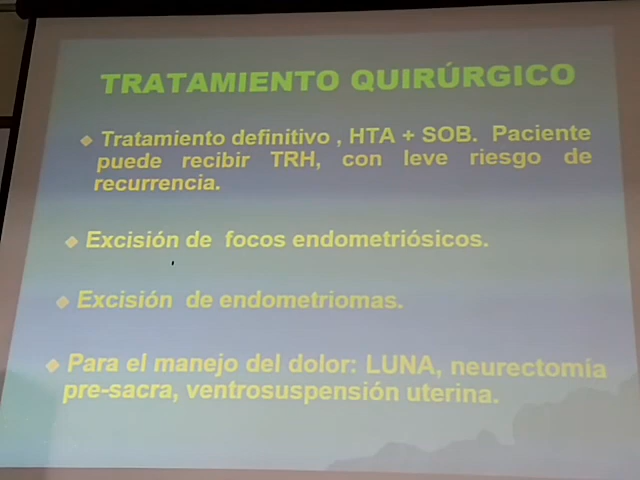 TRATAMIENTO QUIRÚRGICO
Tratamiento definitivo , HTA + SOB. Paciente
puede recibir TRH, con leve riesgo de
recurrencia.
Excisión de focos endometriósicos.
Excisión de endometriomas.
Para el manejo del dolor: LUNA, neurectomía
pre-sacra, ventrosuspensión uterina.